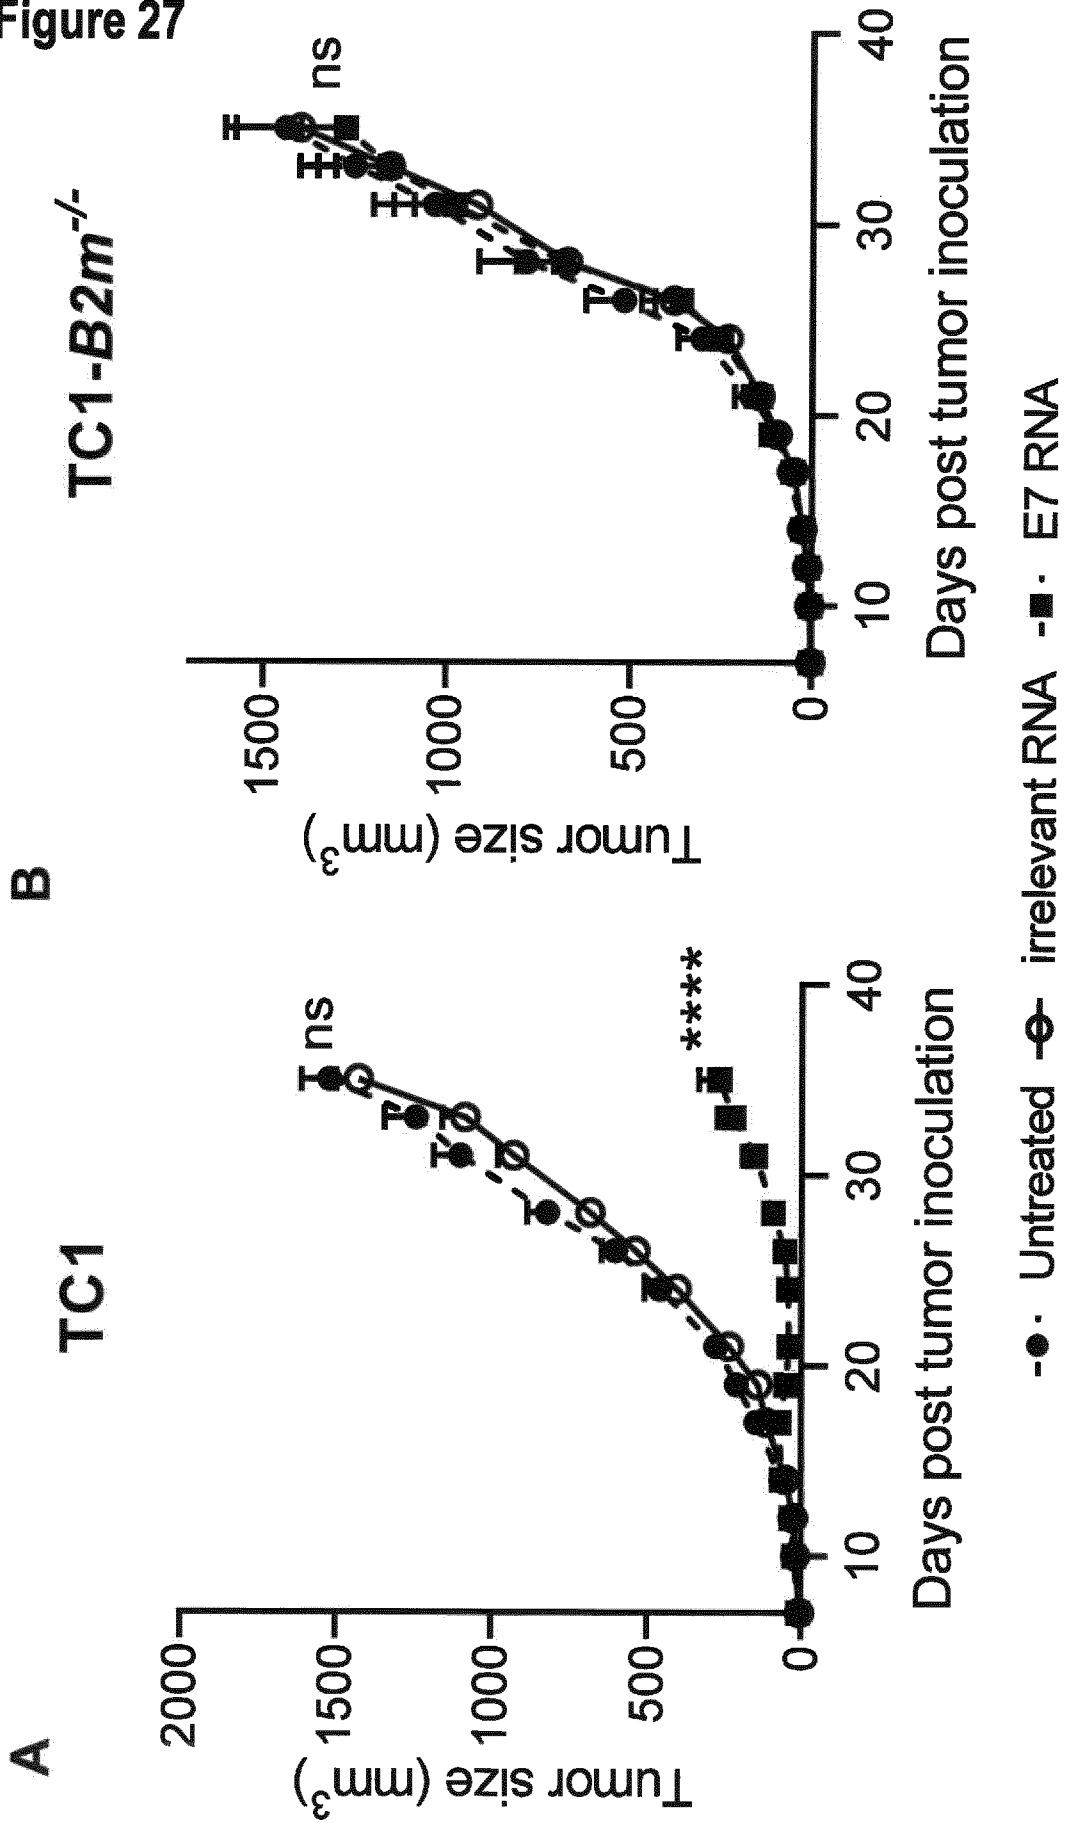 Figure 27
A
TC1
Tumor size (mm³)
2000
1500
1000
500
0
10
20
30
40
ns
****
Days post tumor inoculation
B
TC1-B2m-/-
Tumor size (mm³)
1500
1000
500
0
10
20
30
40
ns
Days post tumor inoculation
Untreated
irrelevant RNA
E7 RNA